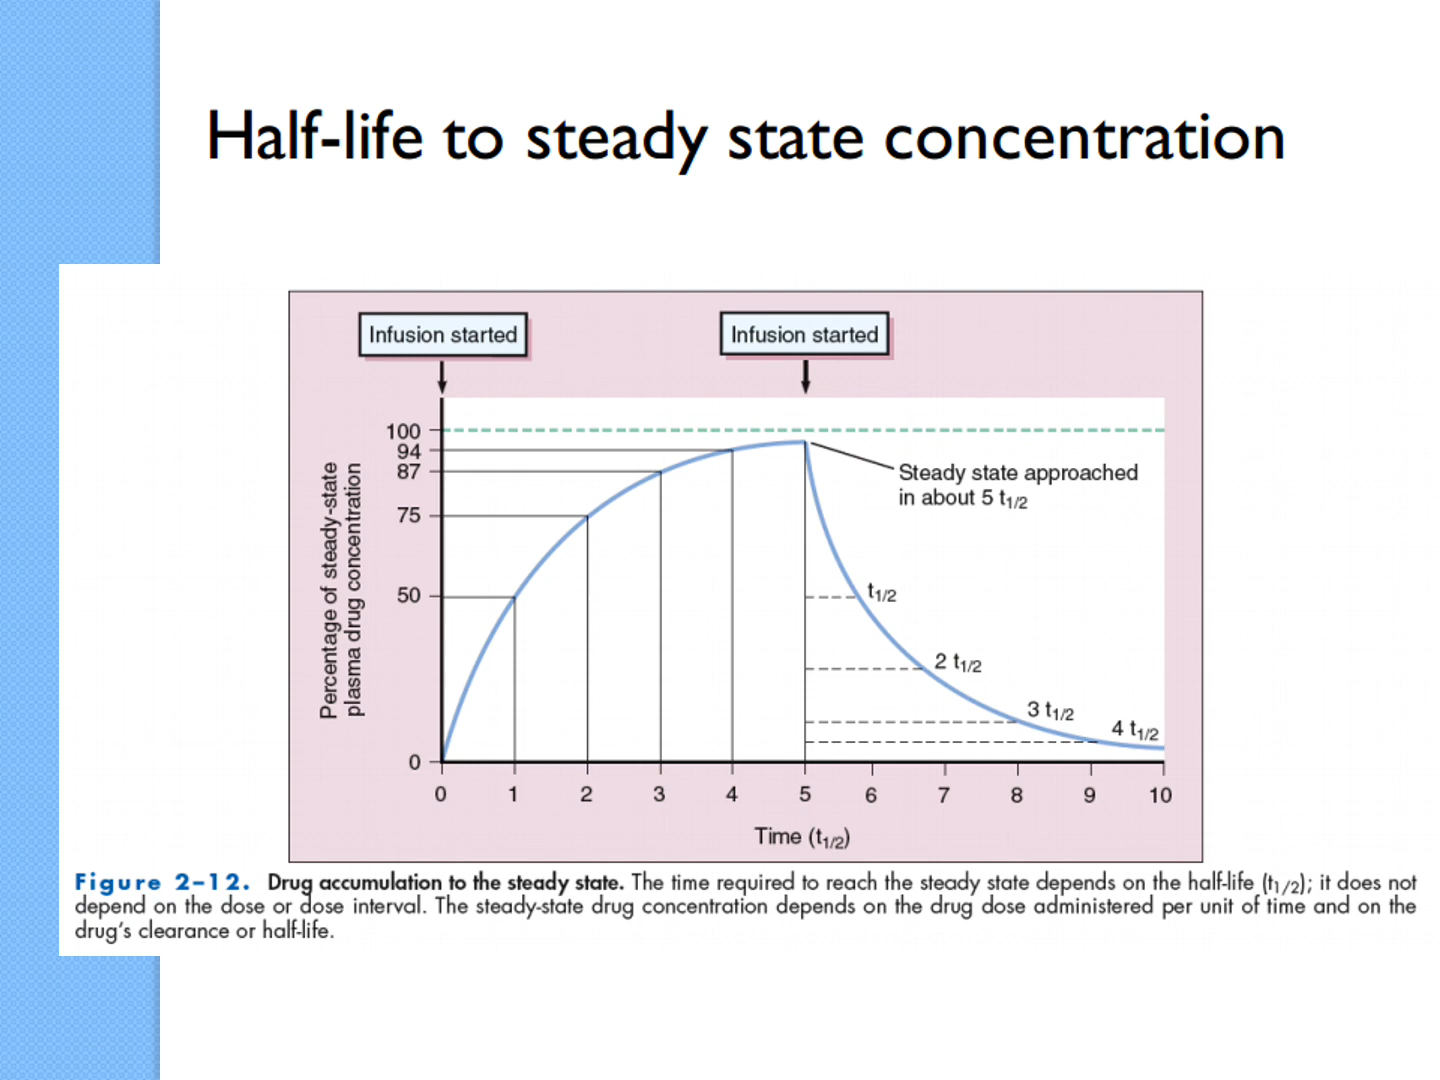 Half-life to steady state concentration
Infusion started
Infusion started
100
94
87
75
50
0
Percentage of steady-state
plasma drug concentration
Steady state approached
in about 5 t1/2
t1/2
2 t1/2
3 t1/2
4 t1/2
0 1 2 3 4 5 6 7 8 9 10
Time (t1/2)
Figure 2–12. Drug accumulation to the steady state. The time required to reach the steady state depends on the half-life (t1/2); it does not
depend on the dose or dose interval. The steady-state drug concentration depends on the drug dose administered per unit of time and on the
drug's clearance or half-life.